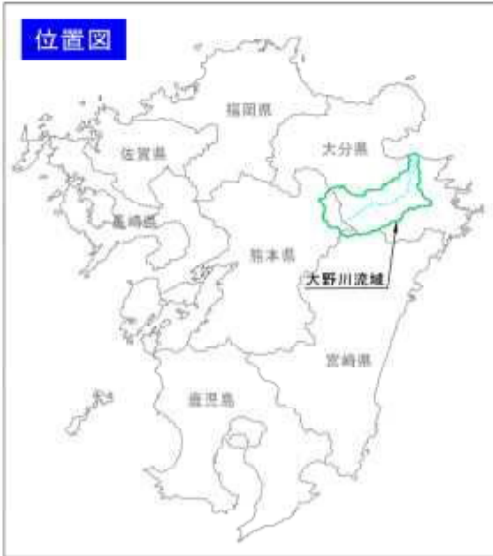 位置図
福岡県
大分県
佐賀県
長崎県
熊本県
大野川流域
宮崎県
鹿児島